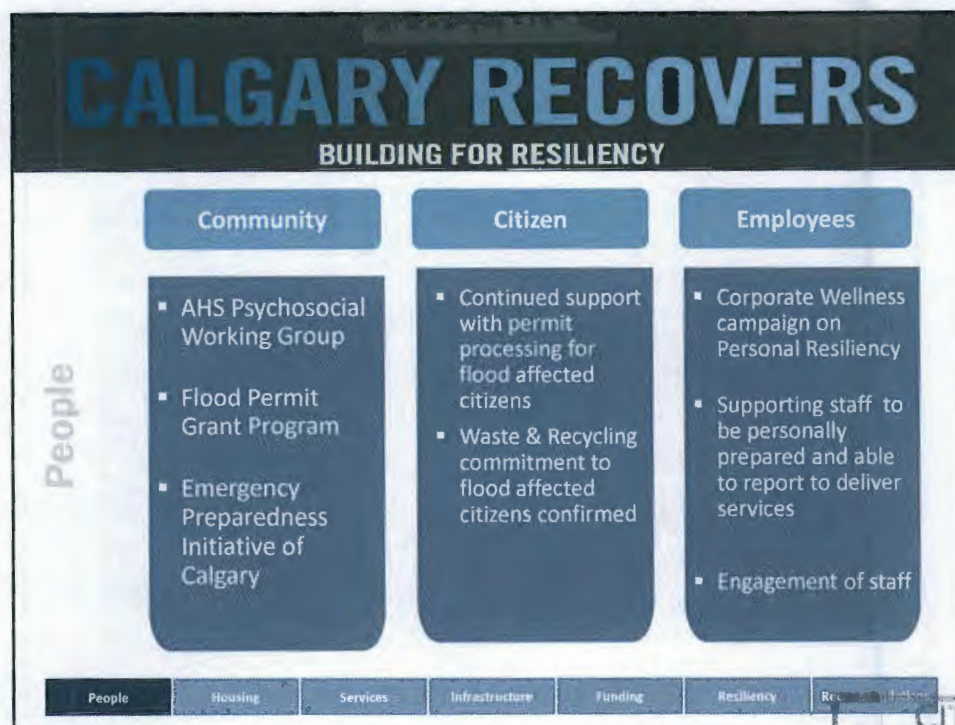 CALGARY RECOVERS
BUILDING FOR RESILIENCY
People
Community
▪ AHS Psychosocial
Working Group
▪ Flood Permit
Grant Program
▪ Emergency
Preparedness
Initiative of
Calgary
Citizen
▪ Continued support
with permit
processing for
flood affected
citizens
▪ Waste & Recycling
commitment to
flood affected
citizens confirmed
Employees
▪ Corporate Wellness
campaign on
Personal Resiliency
▪ Supporting staff to
be personally
prepared and able
to report to deliver
services
▪ Engagement of staff
People
Housing
Services
Infrastructure
Funding
Resiliency